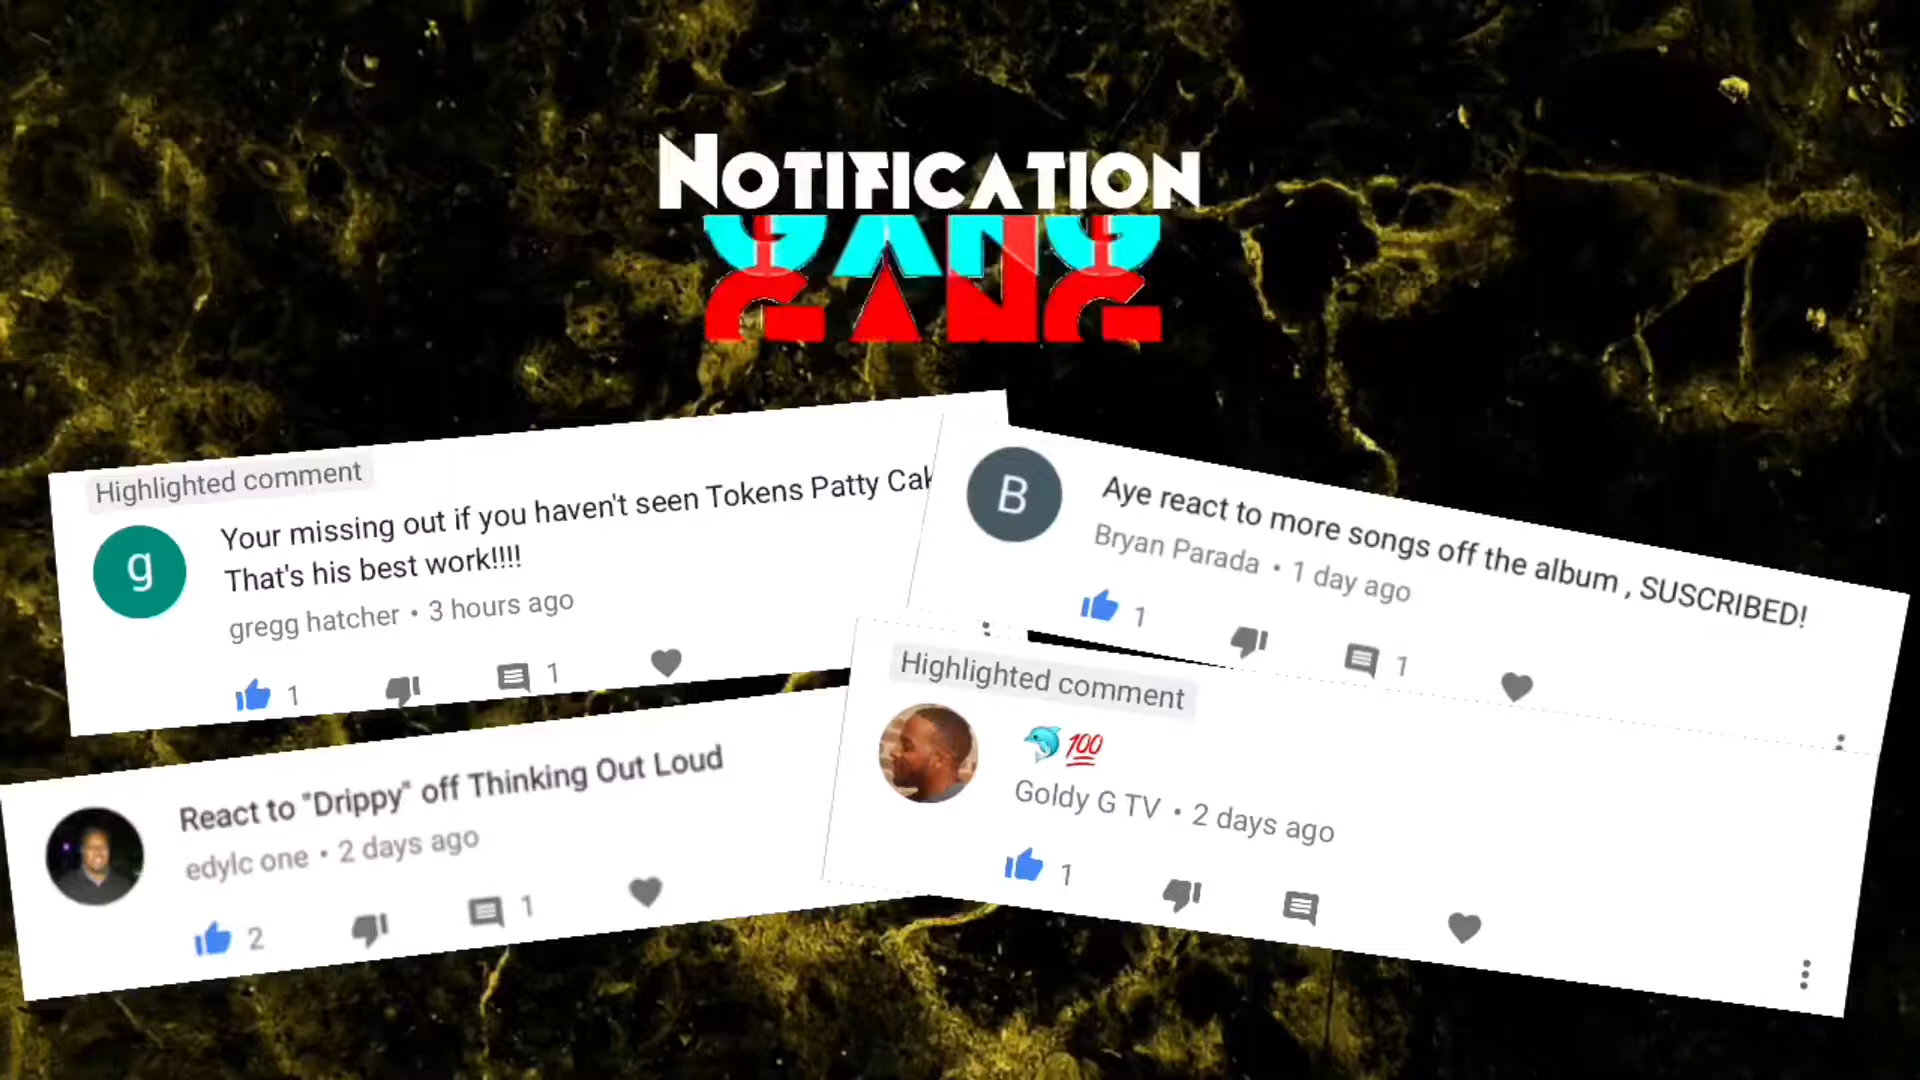 NOTIFICATION
GANG
Highlighted comment
g
Your missing out if you haven't seen Tokens Patty
That's his best work!!!!
gregg hatcher • 3 hours ago
1
1
B
Aye react to more songs off the album , SUSCRIBED!
Bryan Parada • 1 day ago
1
1
React to "Drippy" off Thinking Out Loud
edylc one • 2 days ago
2
1
Highlighted comment
🐬💯
Goldy G TV • 2 days ago
1